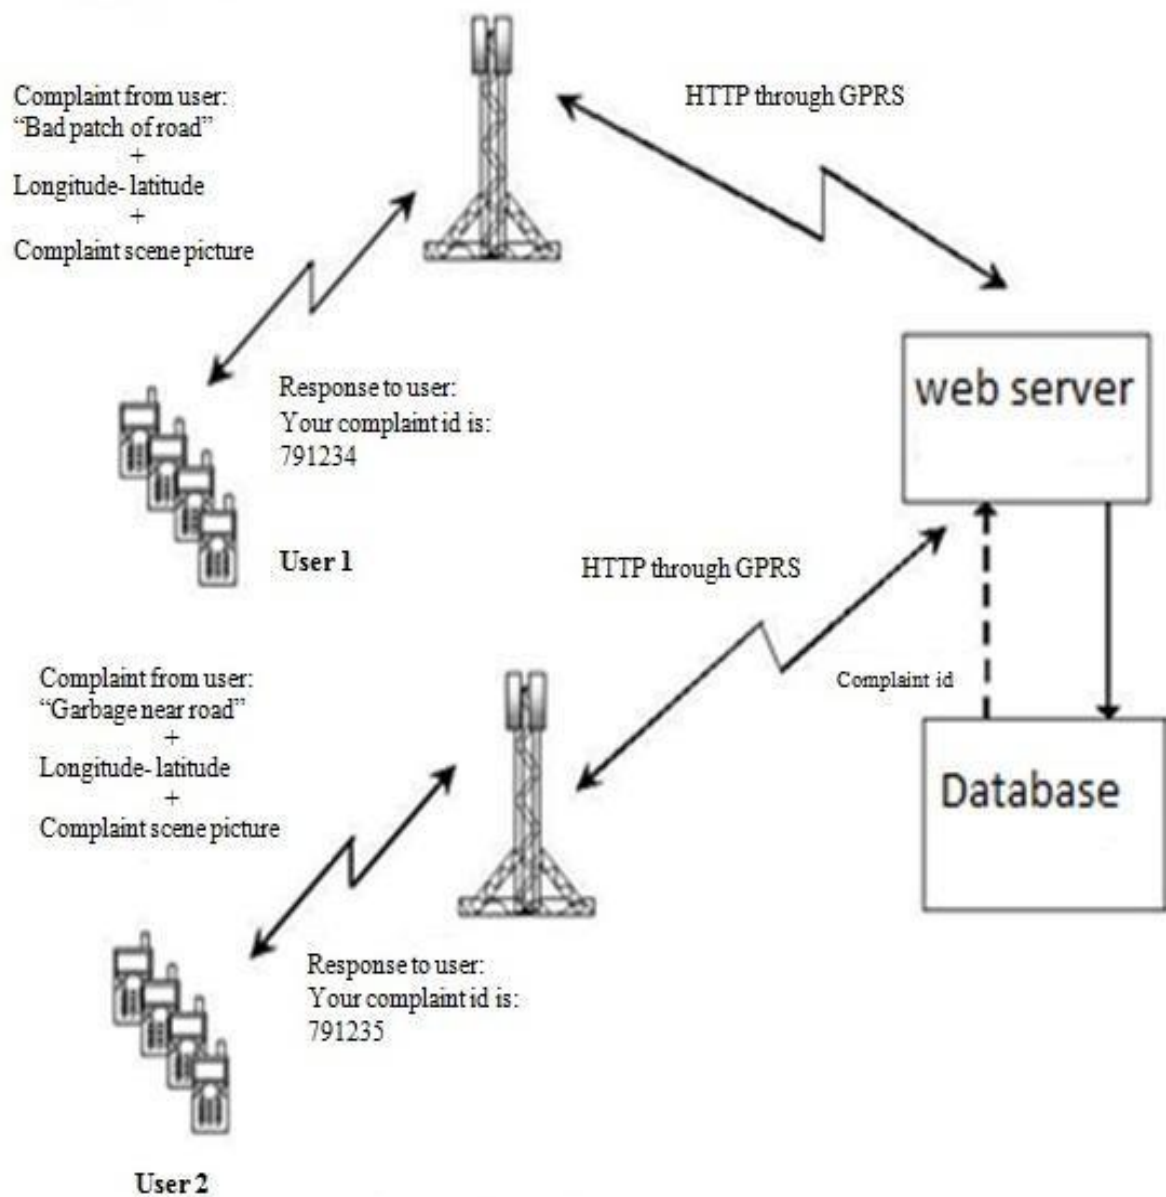 Complaint from user:
“Bad patch of road”
+
Longitude- latitude
+
Complaint scene picture
HTTP through GPRS
Response to user:
Your complaint id is:
791234
User 1
web server
HTTP through GPRS
Complaint id
Database
Complaint from user:
“Garbage near road”
+
Longitude- latitude
+
Complaint scene picture
Response to user:
Your complaint id is:
791235
User 2